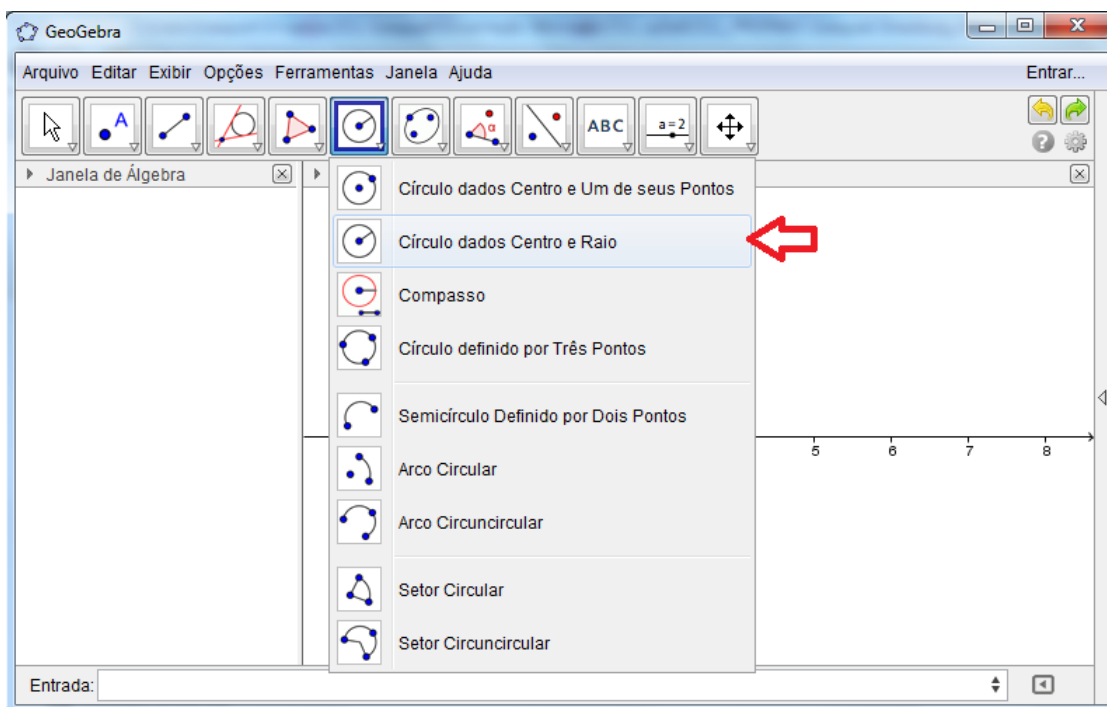 GeoGebra
Arquivo Editar Exibir Opções Ferramentas Janela Ajuda Entrar...
A
α
ABC
a=2
Janela de Álgebra
Círculo dados Centro e Um de seus Pontos
Círculo dados Centro e Raio
Compasso
Círculo definido por Três Pontos
Semicírculo Definido por Dois Pontos
5 6 7 8
Arco Circular
Arco Circuncircular
Setor Circular
Setor Circuncircular
Entrada: